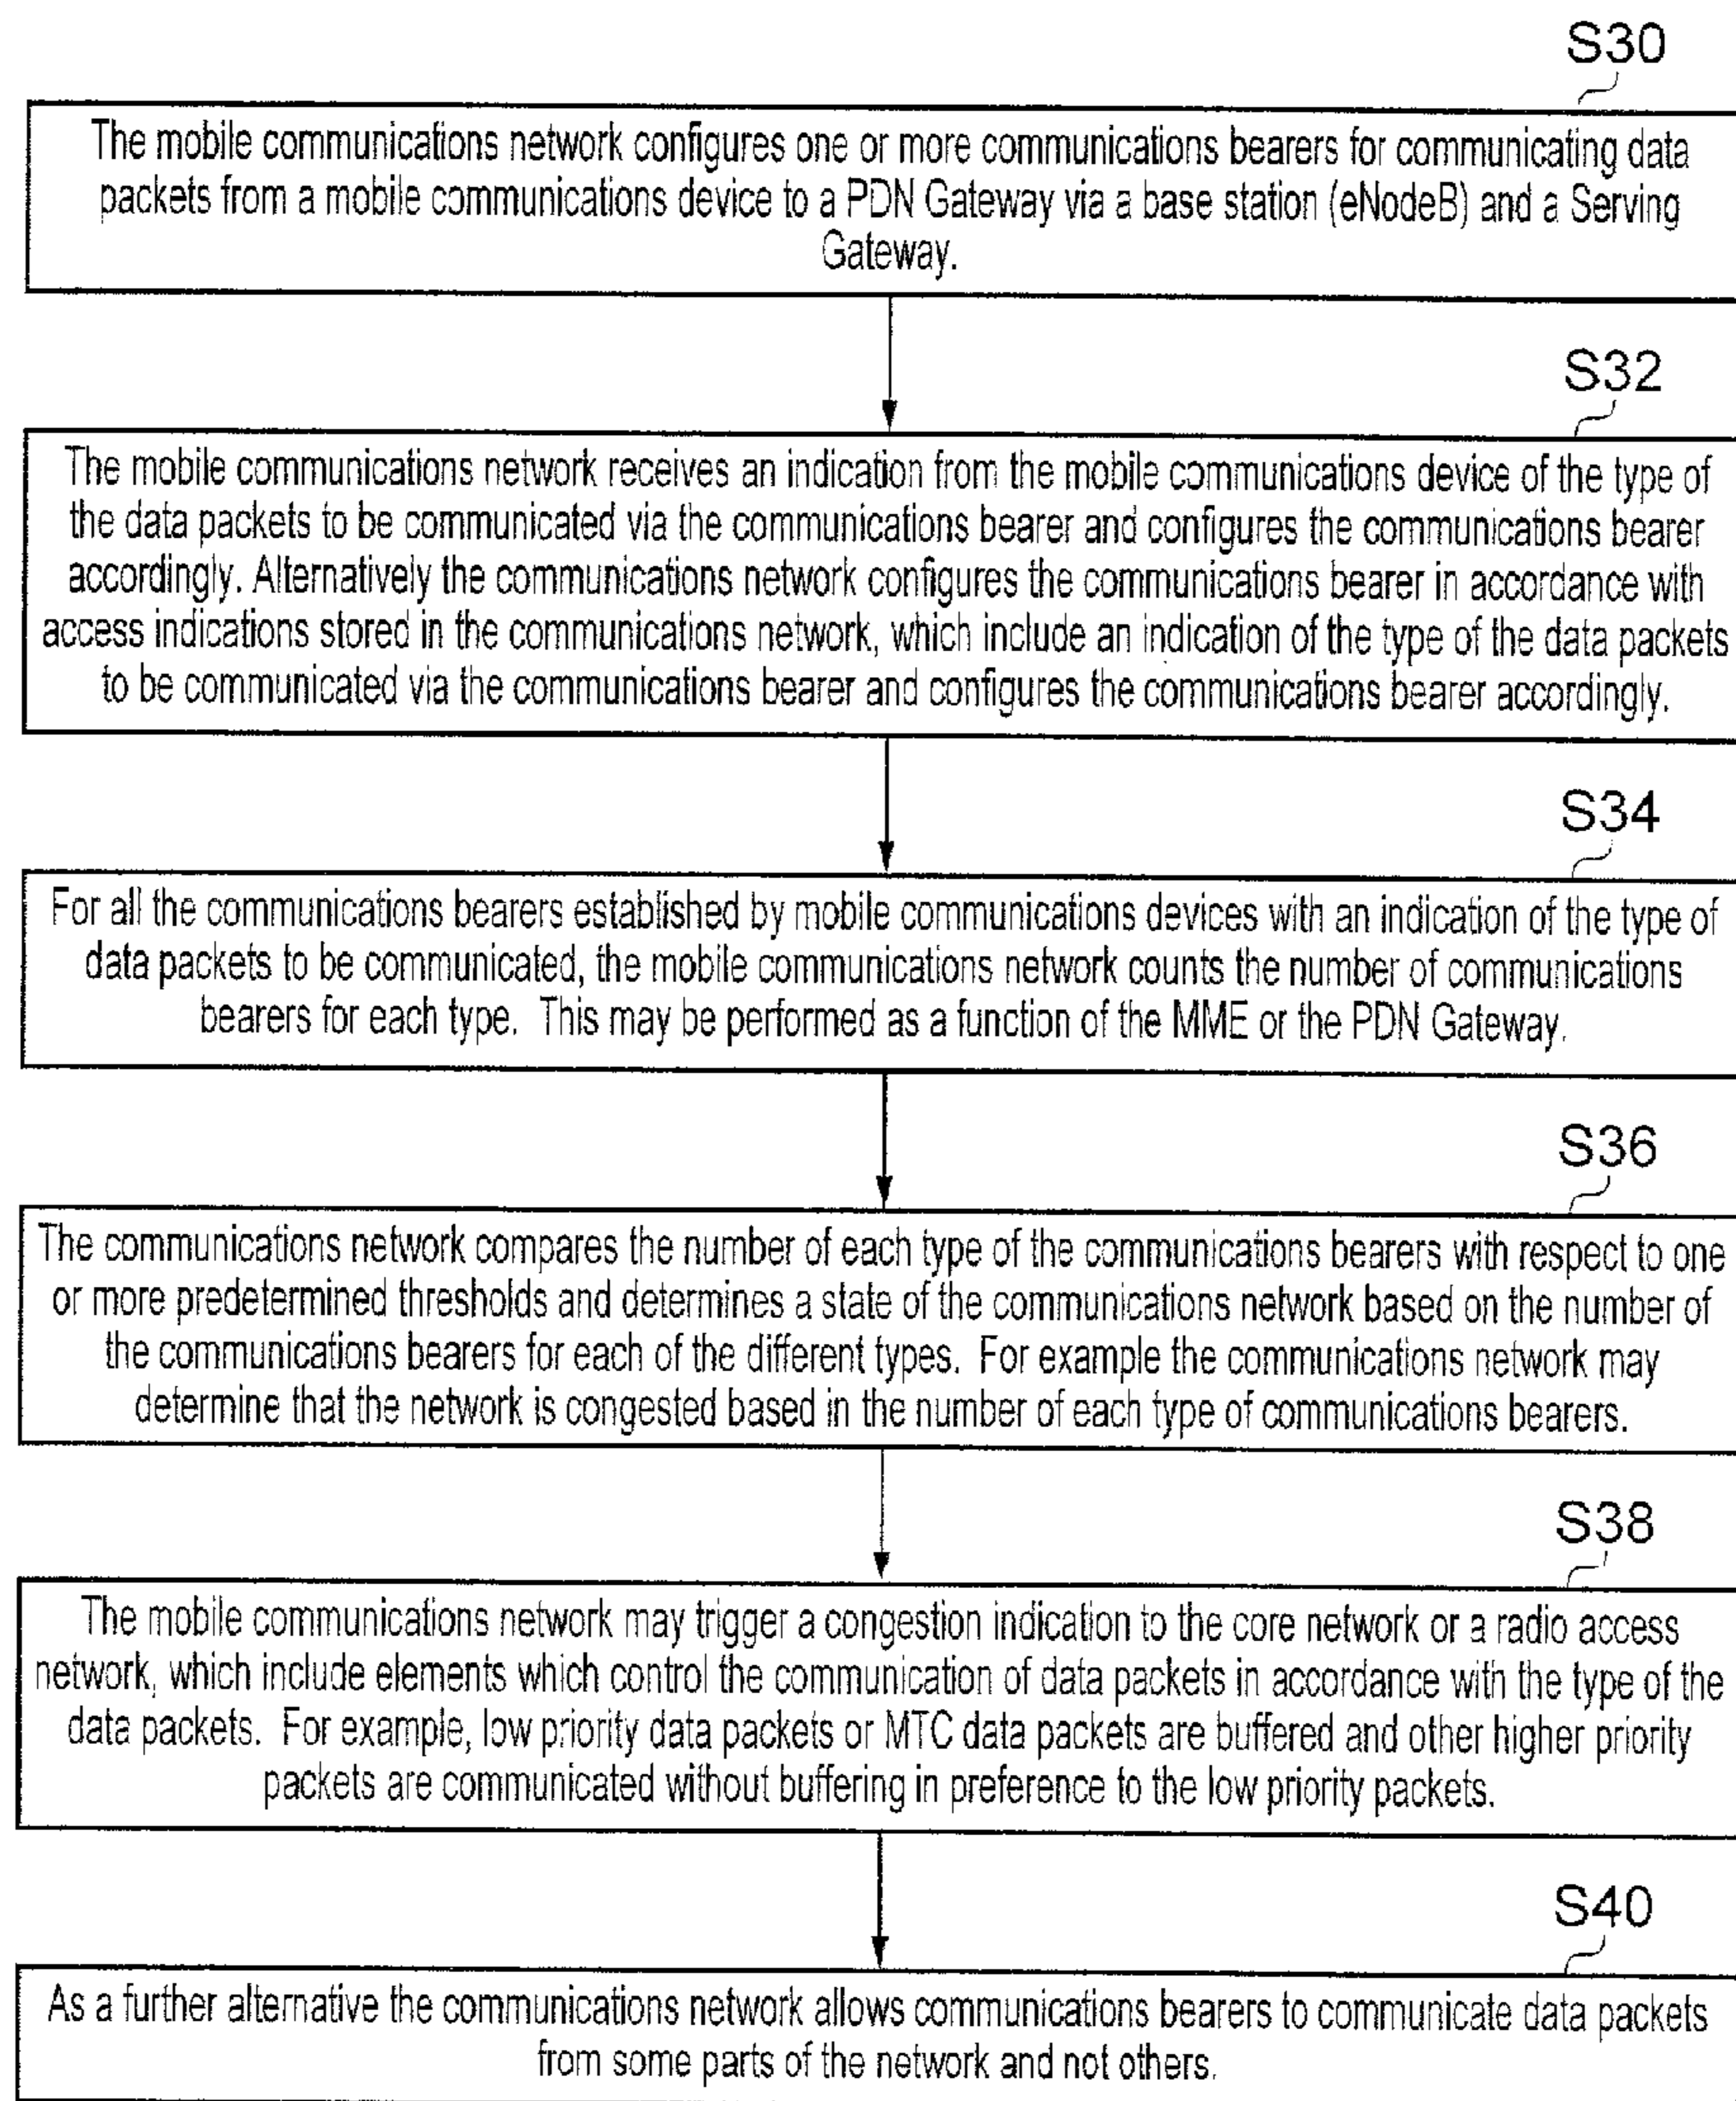 S30
The mobile communications network configures one or more communications bearers for communicating data
packets from a mobile communications device to a PDN Gateway via a base station (eNodeB) and a Serving
Gateway.
S32
The mobile communications network receives an indication from the mobile communications device of the type of
the data packets to be communicated via the communications bearer and configures the communications bearer
accordingly. Alternatively the communications network configures the communications bearer in accordance with
access indications stored in the communications network, which include an indication of the type of the data packets
to be communicated via the communications bearer and configures the communications bearer accordingly.
S34
For all the communications bearers established by mobile communications devices with an indication of the type of
data packets to be communicated, the mobile communications network counts the number of communications
bearers for each type. This may be performed as a function of the MME or the PDN Gateway.
S36
The communications network compares the number of each type of the communications bearers with respect to one
or more predetermined thresholds and determines a state of the communications network based on the number of
the communications bearers for each of the different types. For example the communications network may
determine that the network is congested based in the number of each type of communications bearers.
S38
The mobile communications network may trigger a congestion indication to the core network or a radio access
network, which include elements which control the communication of data packets in accordance with the type of the
data packets. For example, low priority data packets or MTC data packets are buffered and other higher priority
packets are communicated without buffering in preference to the low priority packets.
S40
As a further alternative the communications network allows communications bearers to communicate data packets
from some parts of the network and not others.